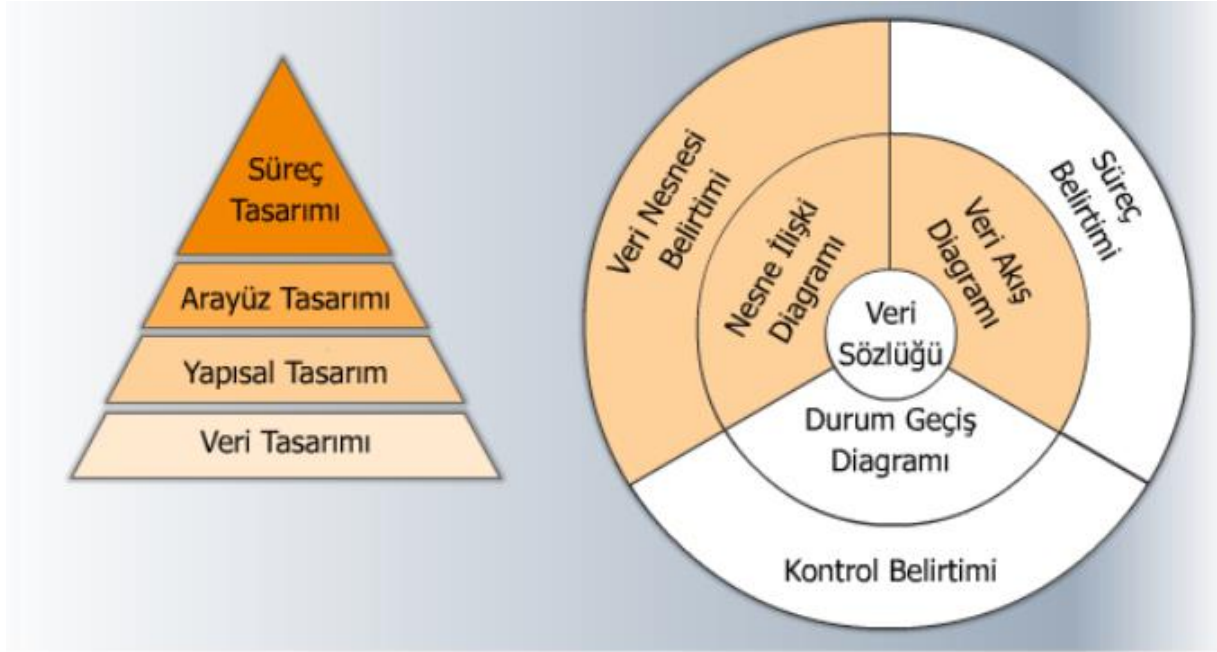 Süreç
Tasarımı
Arayüz Tasarımı
Yapısal Tasarım
Veri Tasarımı
Veri Nesnesi
Belirtimi
Nesne İlişki
Diagramı
Veri Akış
Diagramı
Süreç
Belirtimi
Veri
Sözlüğü
Durum Geçiş
Diagramı
Kontrol Belirtimi